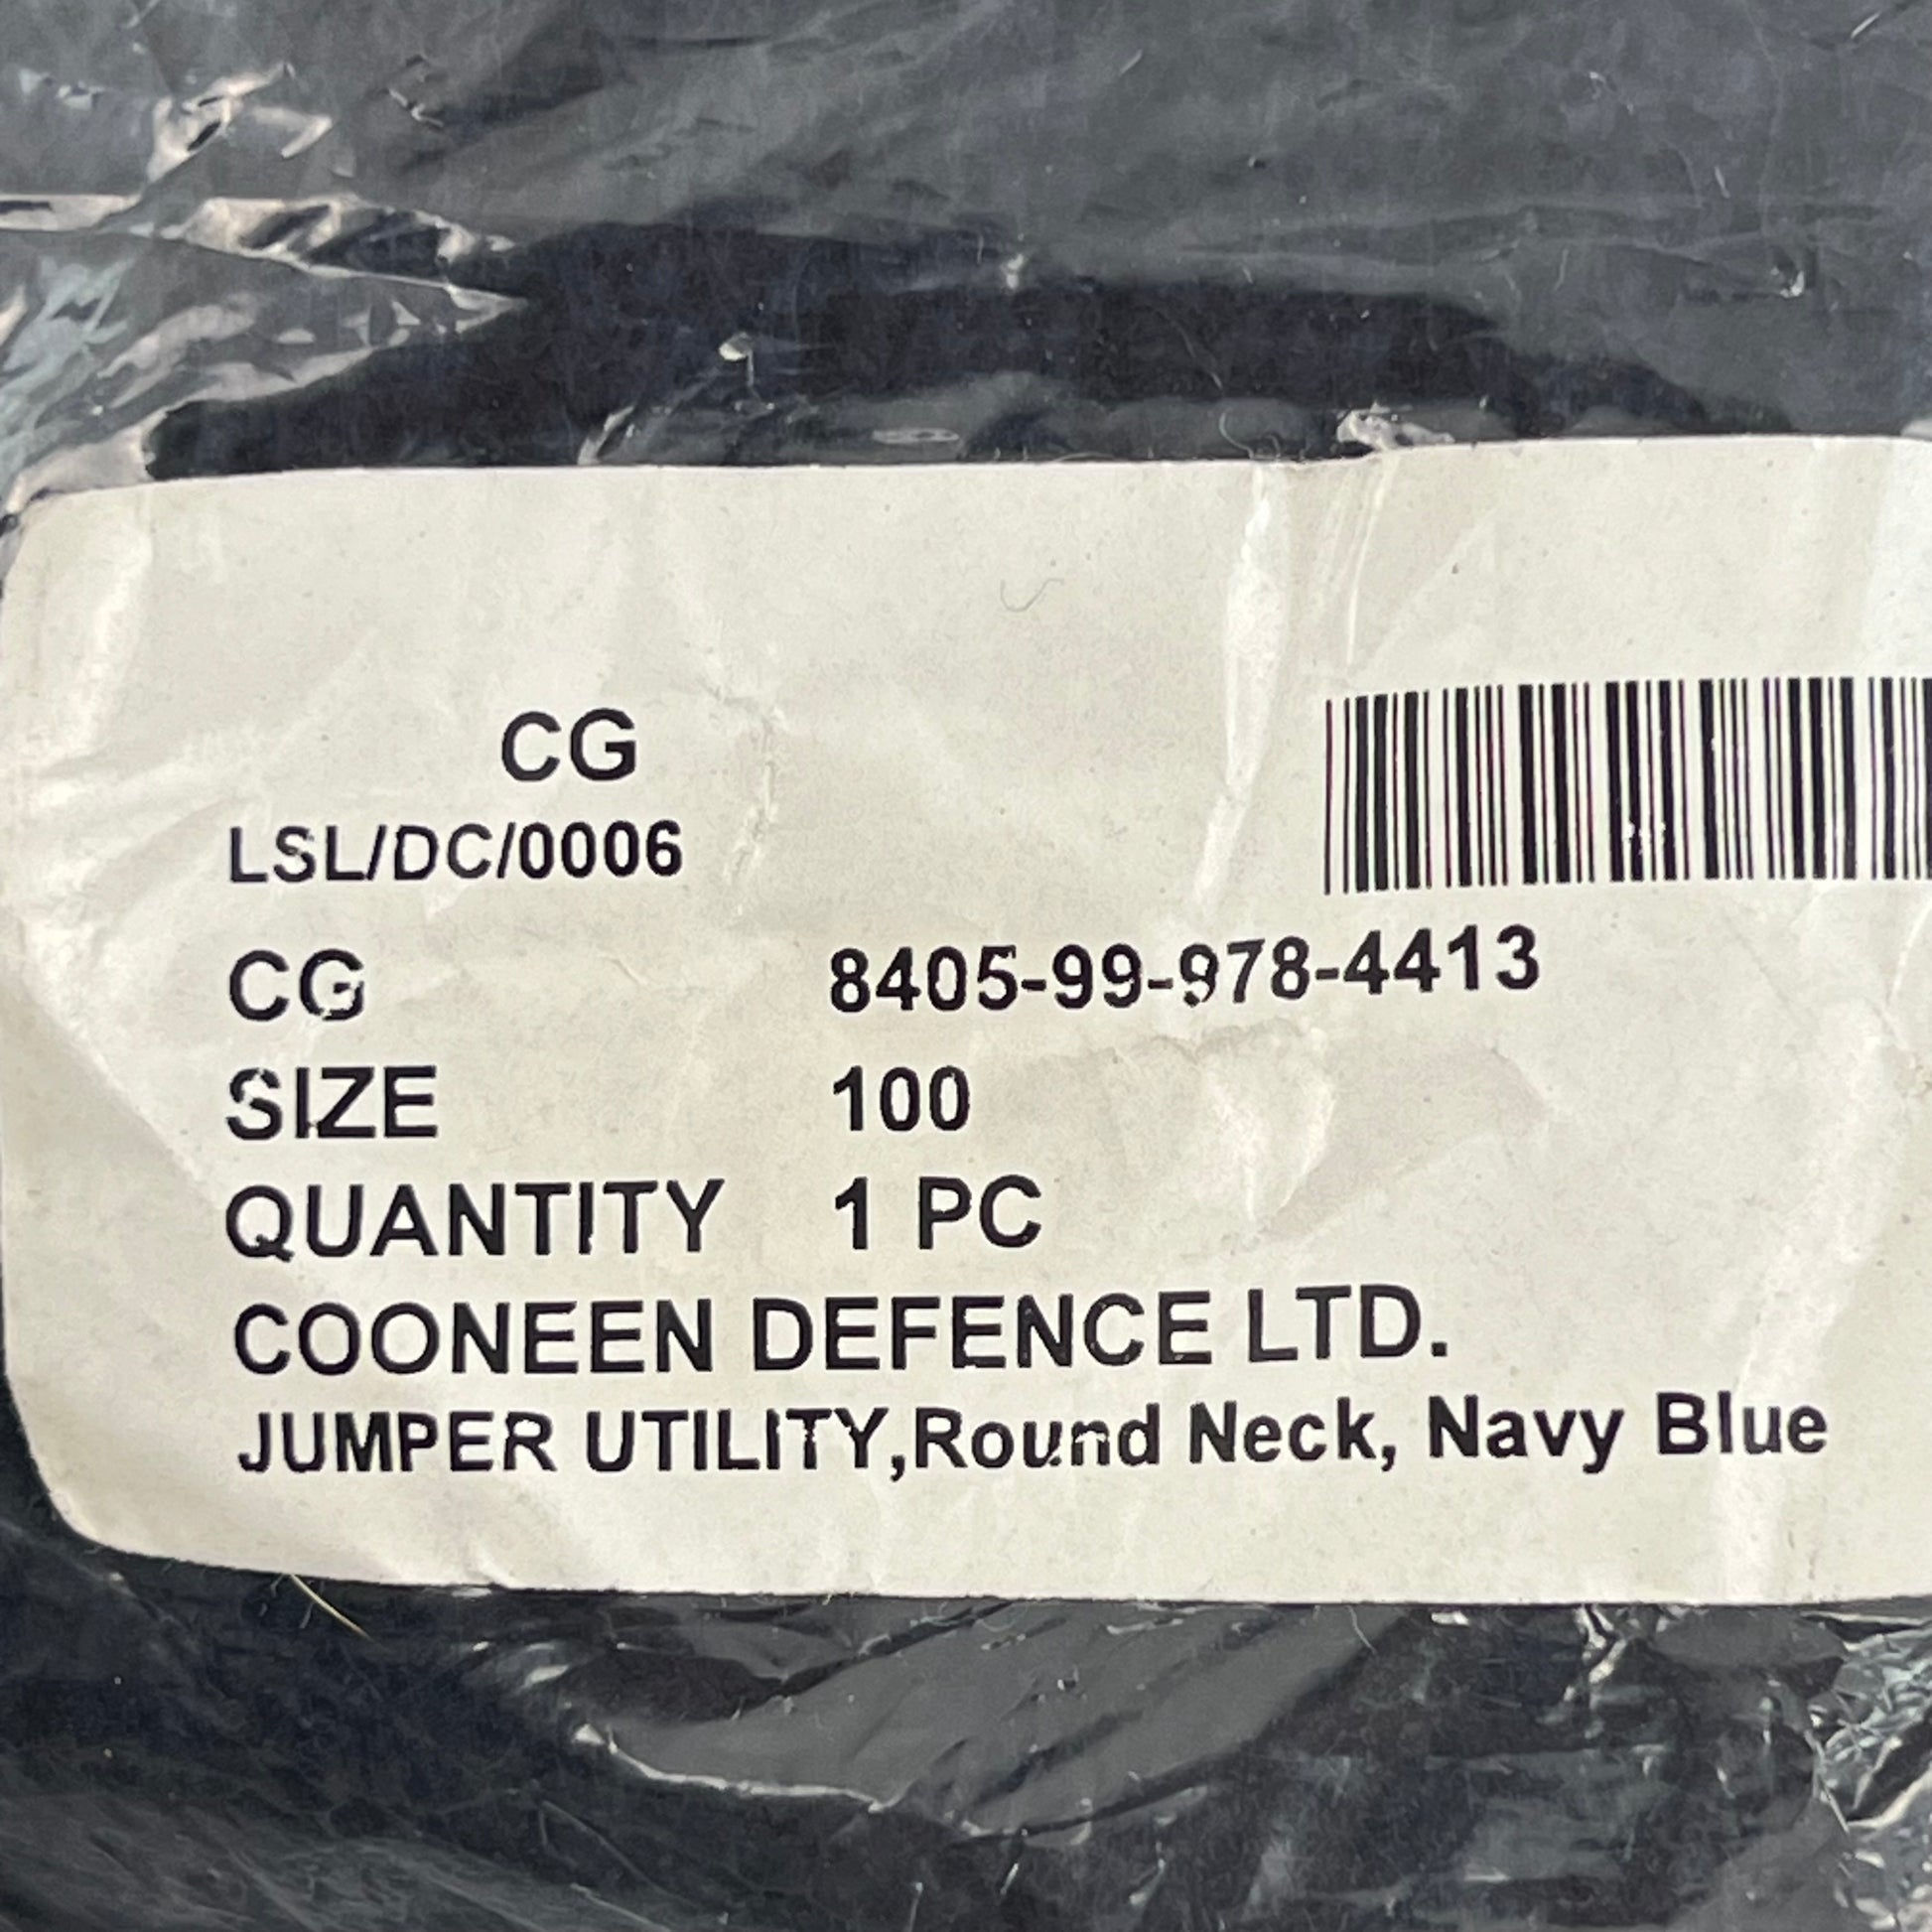 CG
LSL/DC/0006
CG 8405-99-978-4413
SIZE 100
QUANTITY 1 PC
COONEEN DEFENCE LTD.
JUMPER UTILITY,Round Neck, Navy Blue